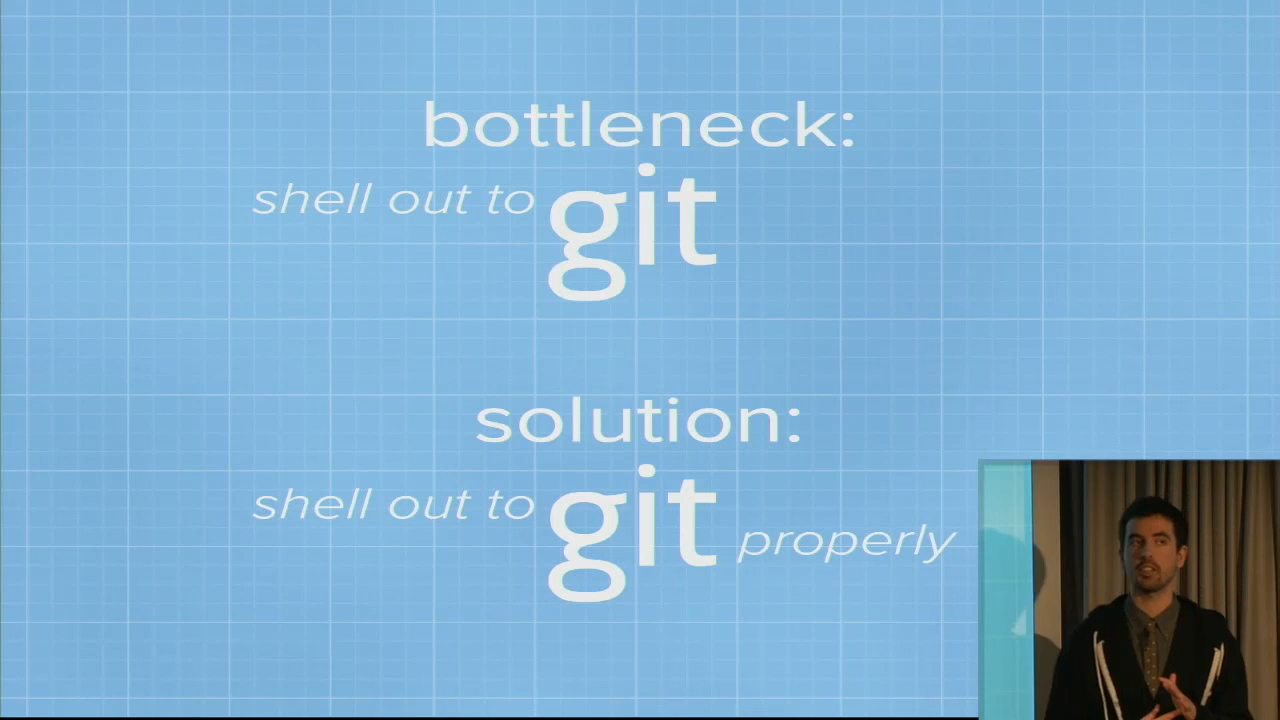 bottleneck:
shell out to git
solution:
shell out to git properly